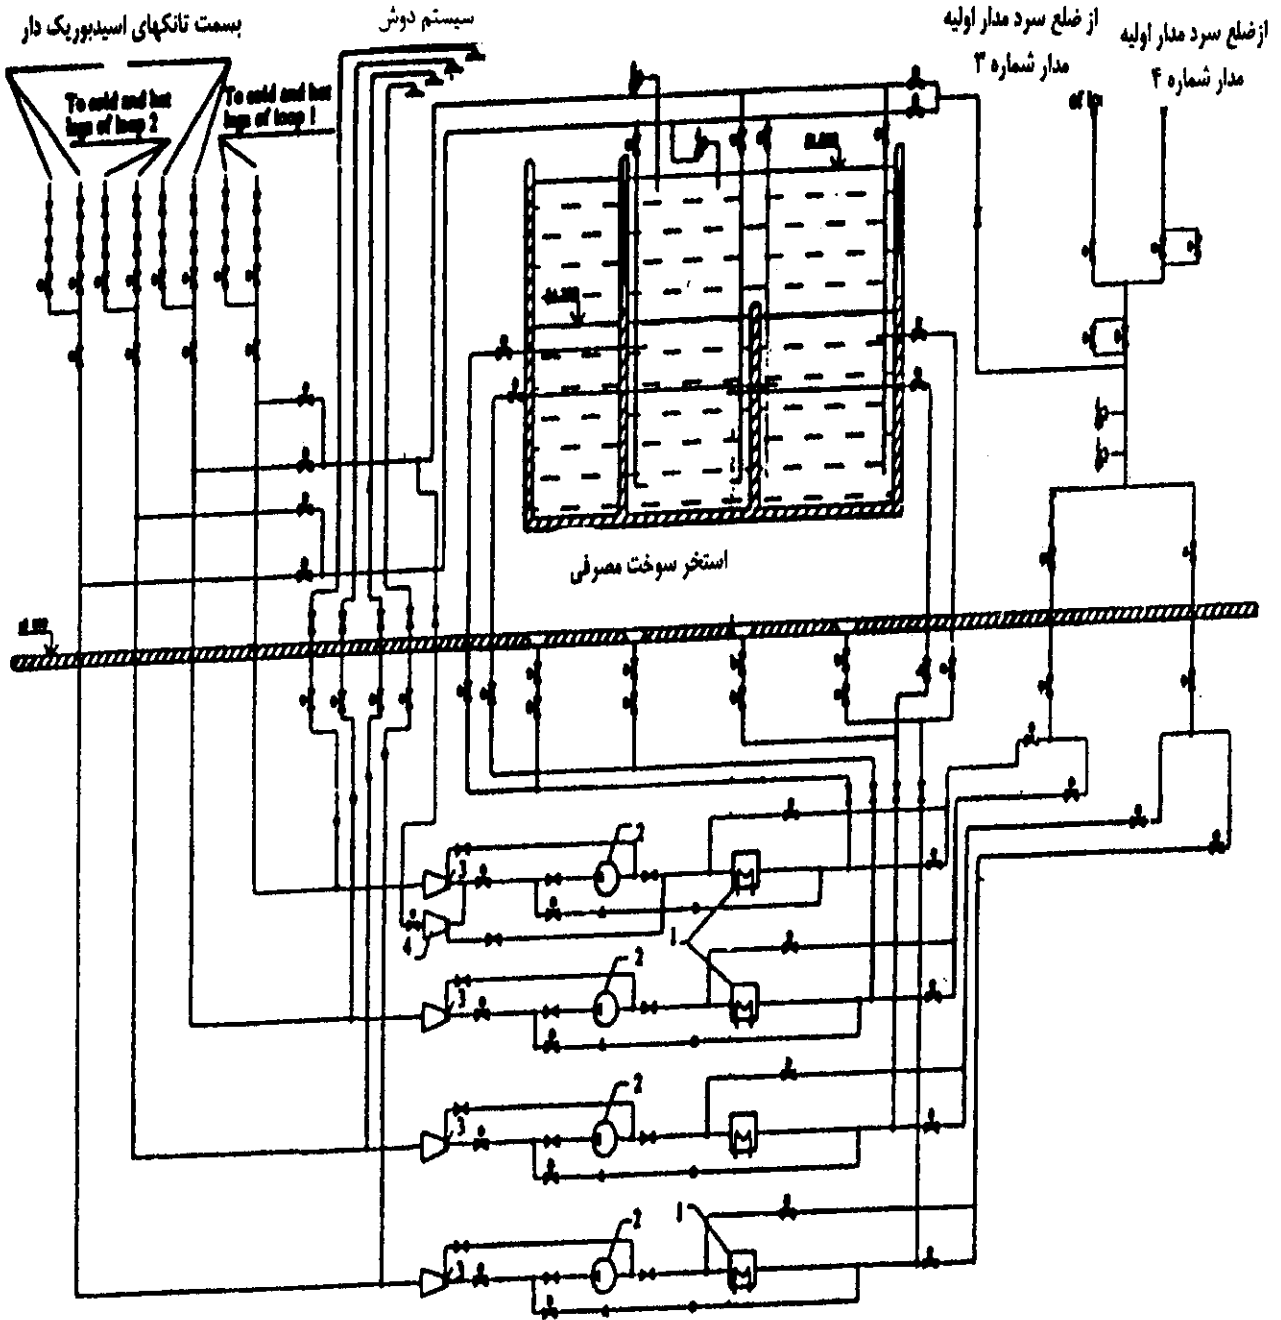 بسمت تانکهای اسیدبوریک دار
سیستم دوش
از ضلع سرد مدار اولیه
مدار شماره ۳
ازضلع سرد مدار اولیه
مدار شماره ۴
To cold and hot
legs of loop 2
To cold and hot
legs of loop 1
استخر سوخت مصرفی
2
3
4
1
2
3
2
3
1
2
3